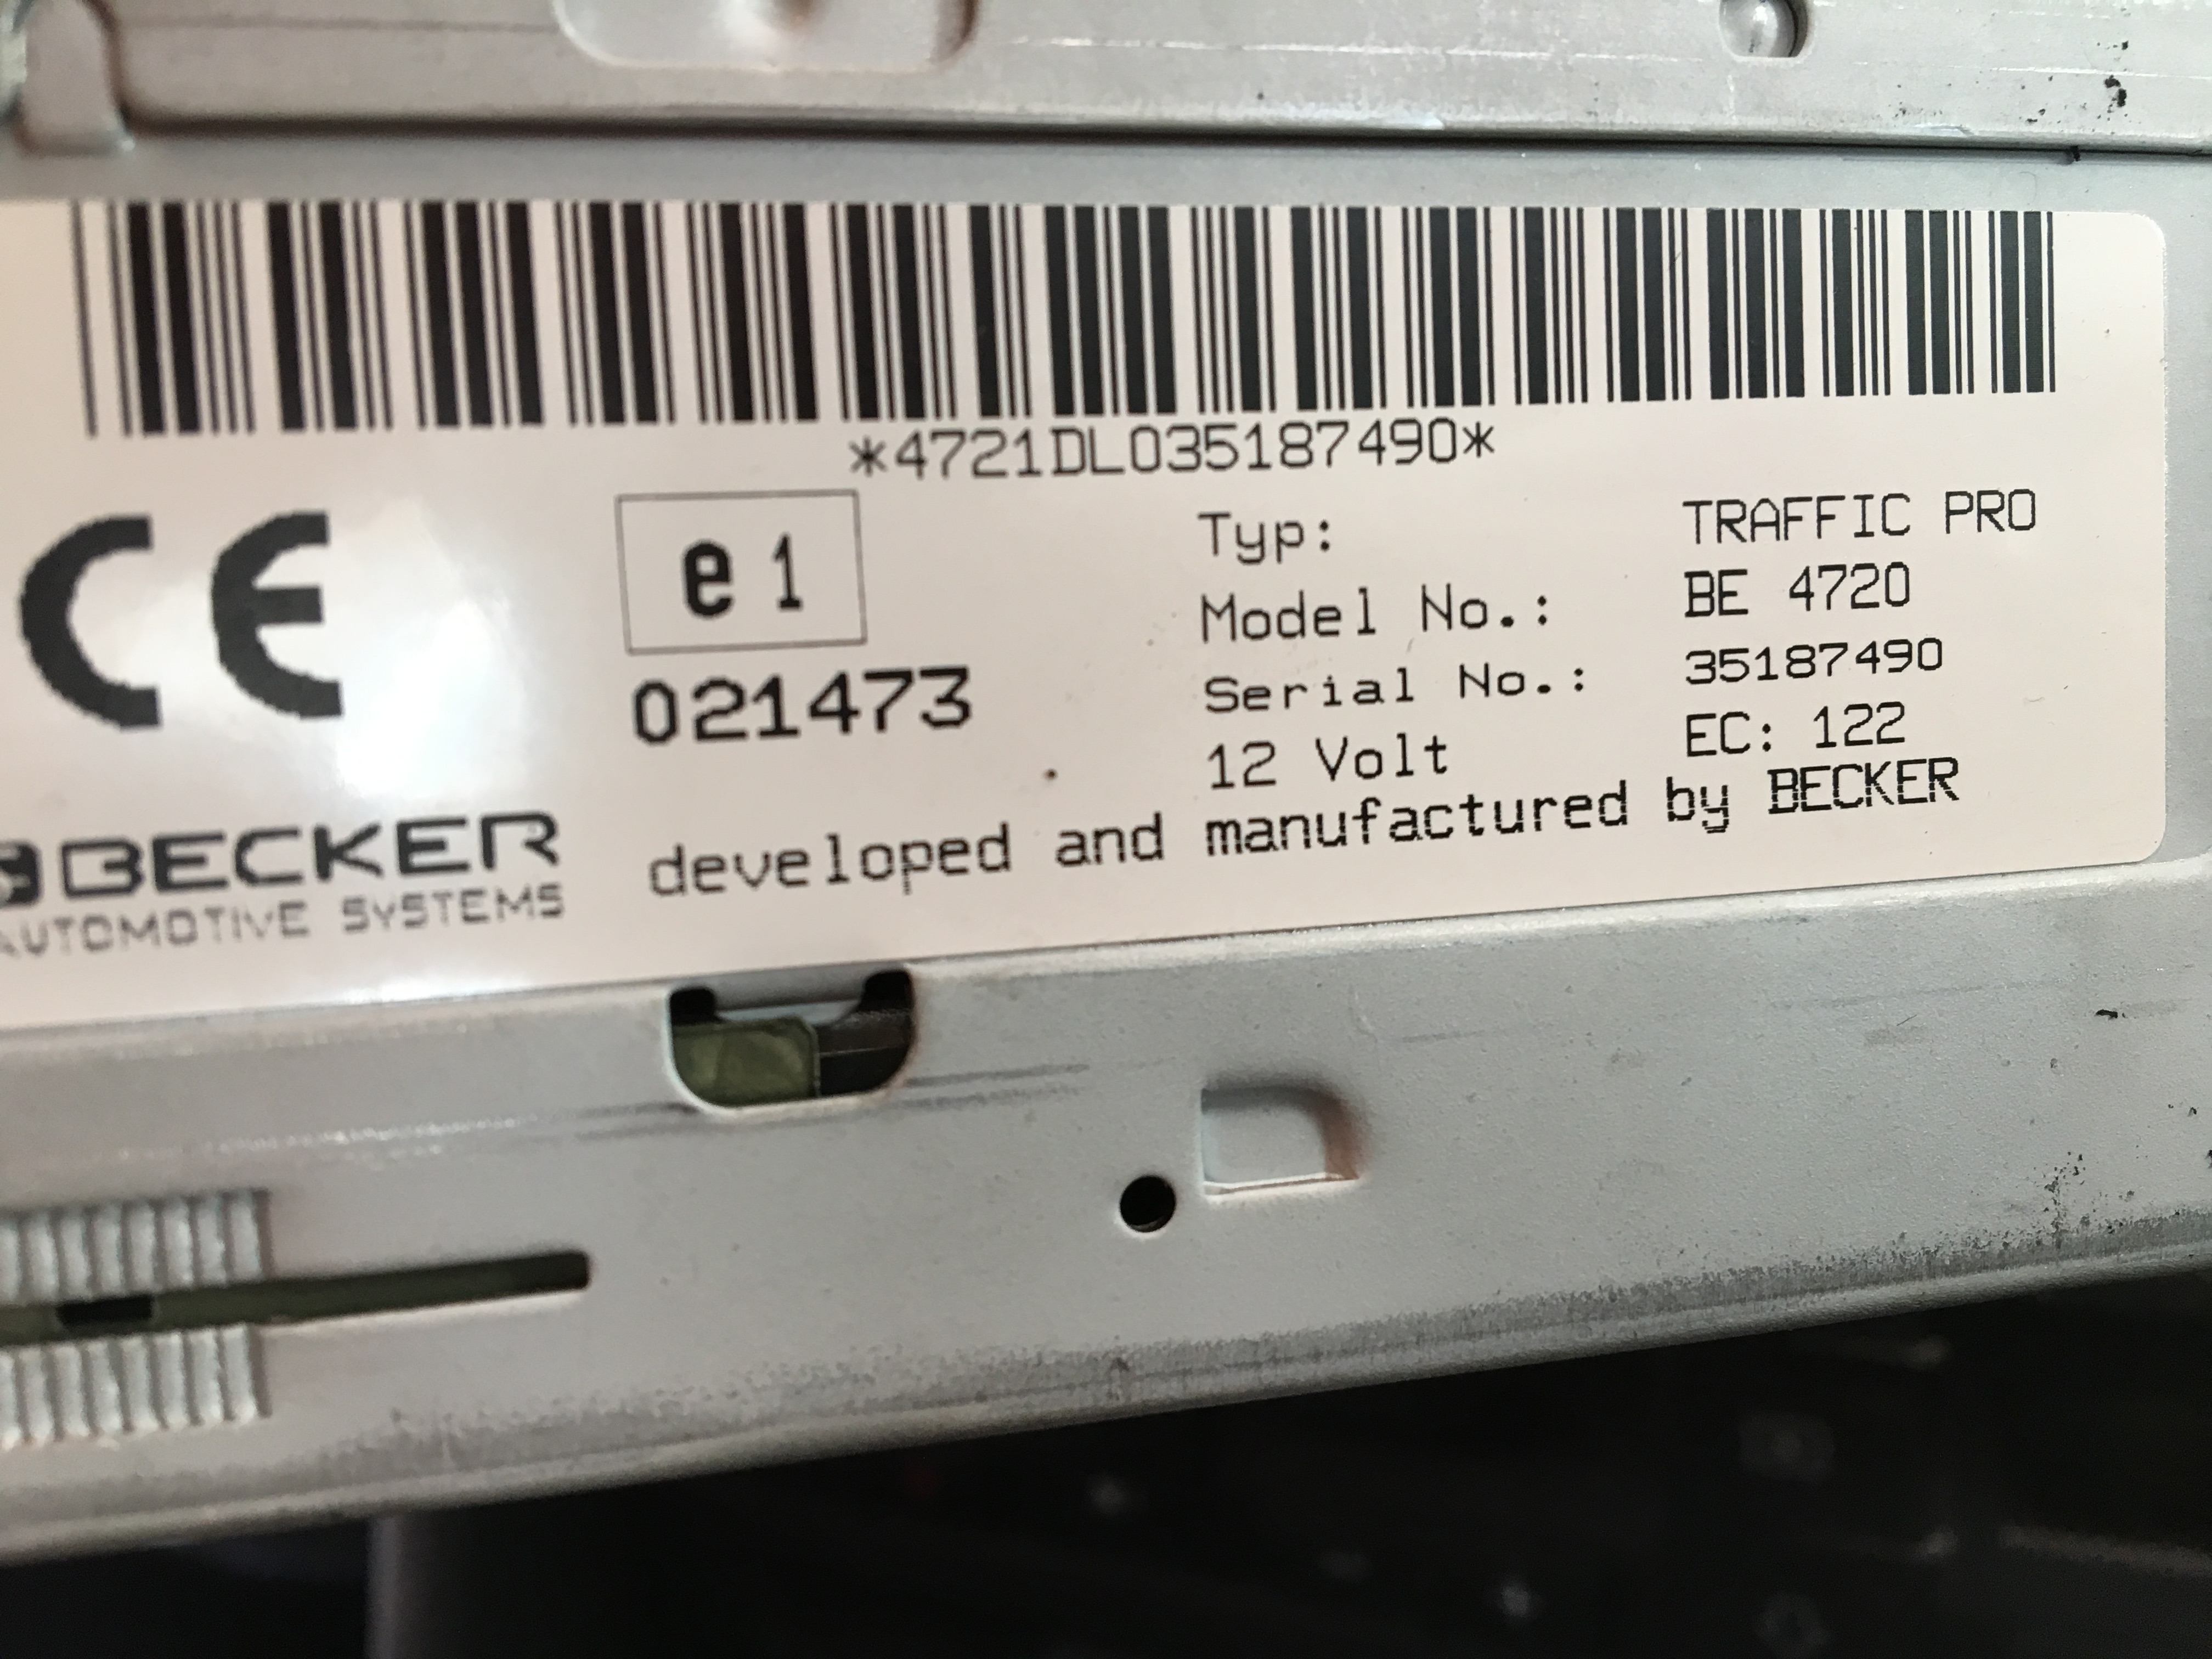 *4721DL035187490*
CE
e1
021473
Typ: TRAFFIC PRO
Model No.: BE 4720
Serial No.: 35187490
12 Volt EC: 122
developed and manufactured by BECKER
BECKER
AUTOMOTIVE SYSTEMS